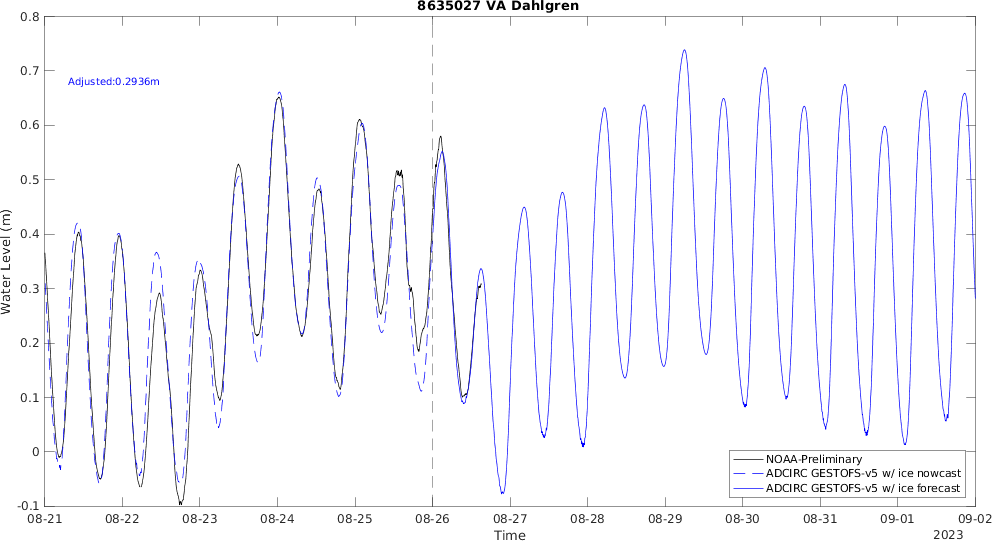 8635027 VA Dahlgren
0.8
0.7
0.6
0.5
0.4
0.3
0.2
0.1
0
-0.1
Water Level (m)
Adjusted:0.2936m
NOAA-Preliminary
ADCIRC GESTOFS-v5 w/ ice nowcast
ADCIRC GESTOFS-v5 w/ ice forecast
08-21 08-22 08-23 08-24 08-25 08-26 08-27 08-28 08-29 08-30 08-31 09-01 09-02
Time
2023